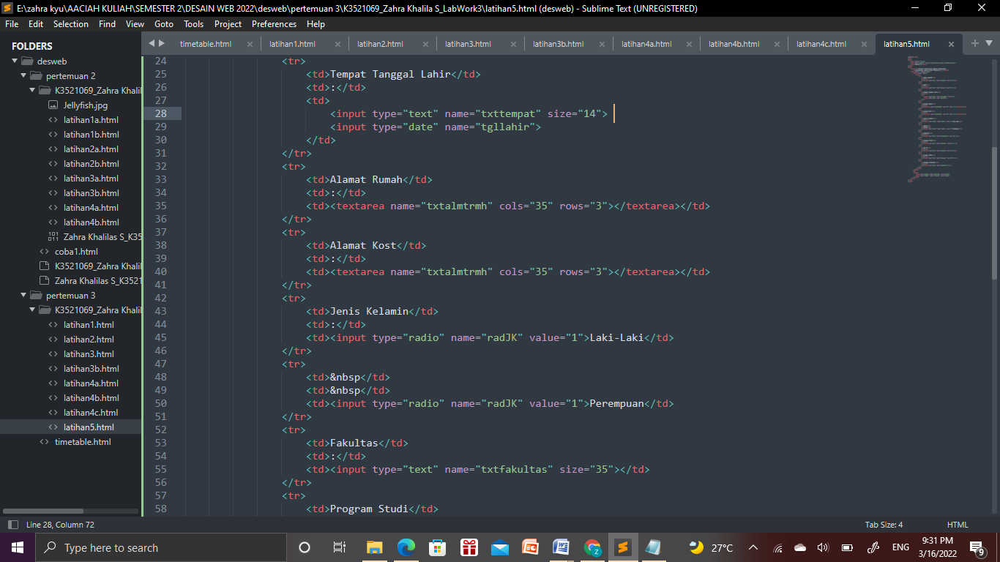 E:\zahra kyu\AACIAH KULIAH\SEMESTER 2\DESAIN WEB 2022\desweb\pertemuan 3\K3521069_Zahra Khalila S_LabWork3\latihan5.html (desweb) - Sublime Text (UNREGISTERED)
File Edit Selection Find View Goto Tools Project Preferences Help
FOLDERS
desweb
pertemuan 2
K3521069_Zahra Khalil
Jellyfish.jpg
latihan1a.html
latihan1b.html
latihan2a.html
latihan2b.html
latihan3a.html
latihan3b.html
latihan4a.html
latihan4b.html
Zahra Khalilas S_K35
coba1.html
K3521069_Zahra Khalil
Zahra Khalilas S_K3521
pertemuan 3
K3521069_Zahra Khalil
latihan1.html
latihan2.html
latihan3.html
latihan3b.html
latihan4a.html
latihan4b.html
latihan4c.html
latihan5.html
timetable.html
timetable.html latihan1.html latihan2.html latihan3.html latihan3b.html latihan4a.html latihan4b.html latihan4c.html latihan5.html
24 <tr>
25 <td>Tempat Tanggal Lahir</td>
26 <td>:</td>
27 <td>
28 <input type="text" name="txttempat" size="14">
29 <input type="date" name="tgllahir">
30 </td>
31 </tr>
32 <tr>
33 <td>Alamat Rumah</td>
34 <td>:</td>
35 <td><textarea name="txtalmtrmh" cols="35" rows="3"></textarea></td>
36 </tr>
37 <tr>
38 <td>Alamat Kost</td>
39 <td>:</td>
40 <td><textarea name="txtalmtrmh" cols="35" rows="3"></textarea></td>
41 </tr>
42 <tr>
43 <td>Jenis Kelamin</td>
44 <td>:</td>
45 <td><input type="radio" name="radJK" value="1">Laki-Laki</td>
46 </tr>
47 <tr>
48 <td>&nbsp</td>
49 <td>&nbsp</td>
50 <td><input type="radio" name="radJK" value="1">Perempuan</td>
51 </tr>
52 <tr>
53 <td>Fakultas</td>
54 <td>:</td>
55 <td><input type="text" name="txtfakultas" size="35"></td>
56 </tr>
57 <tr>
58 <td>Program Studi</td>
Line 28, Column 72 Tab Size: 4 HTML
Type here to search
27°C ENG 9:31 PM
3/16/2022
9